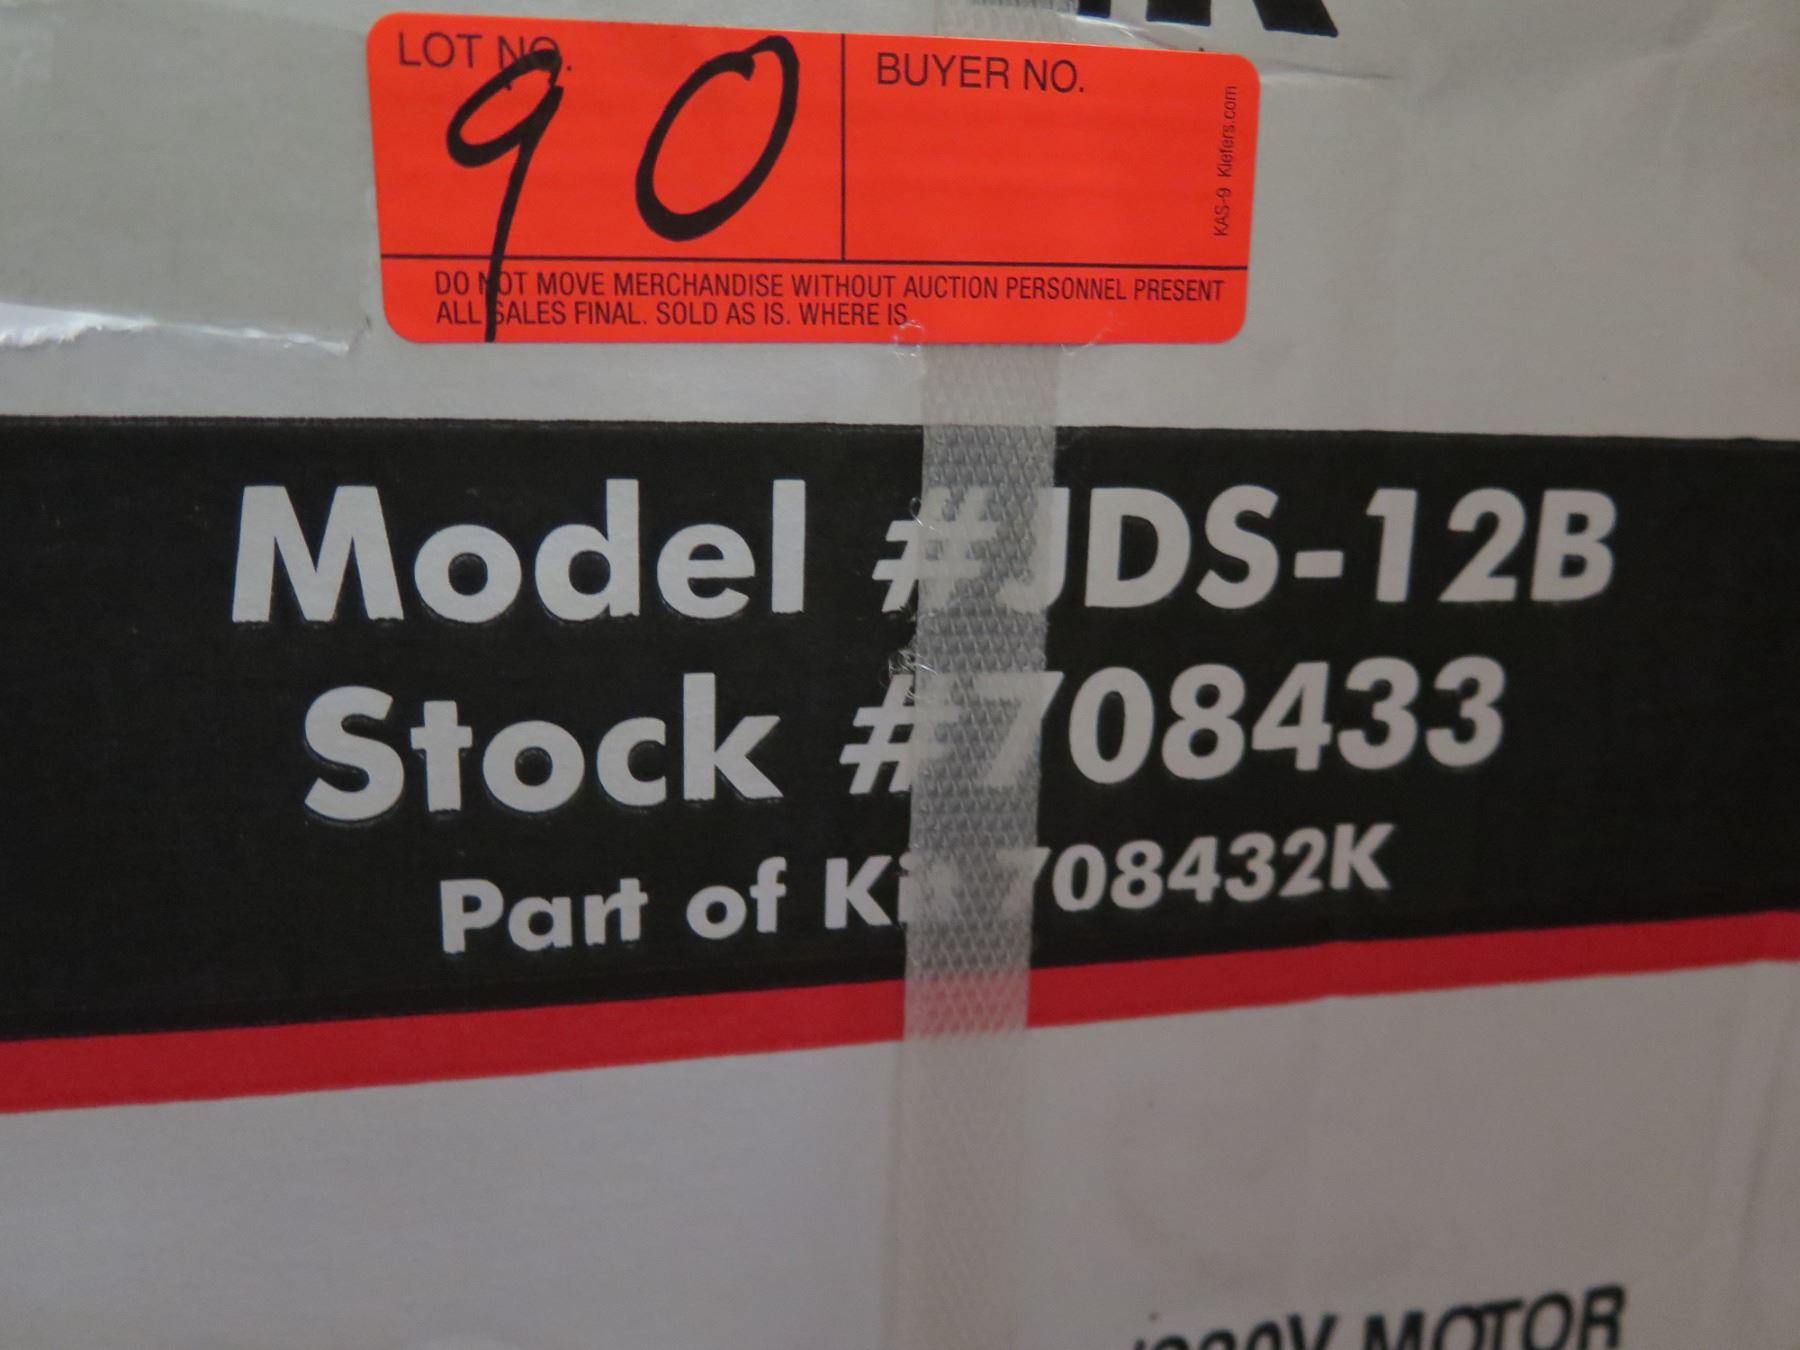 LOT NO.
90
BUYER NO.
KAS-9 Kiefers.com
DO NOT MOVE MERCHANDISE WITHOUT AUCTION PERSONNEL PRESENT
ALL SALES FINAL. SOLD AS IS. WHERE IS.
Model #JDS-12B
Stock #708433
Part of Kit 708432K
MOTOR